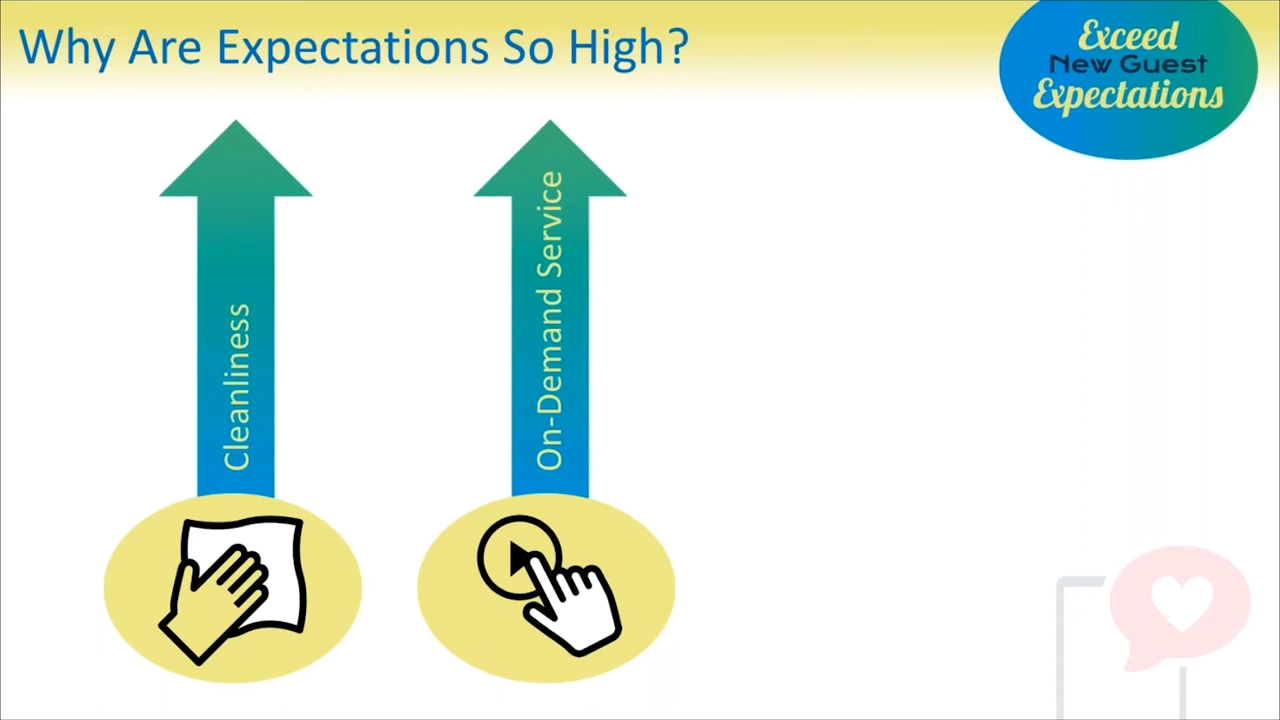 Why Are Expectations So High?
Exceed
New Guest
Expectations
Cleanliness
On-Demand Service